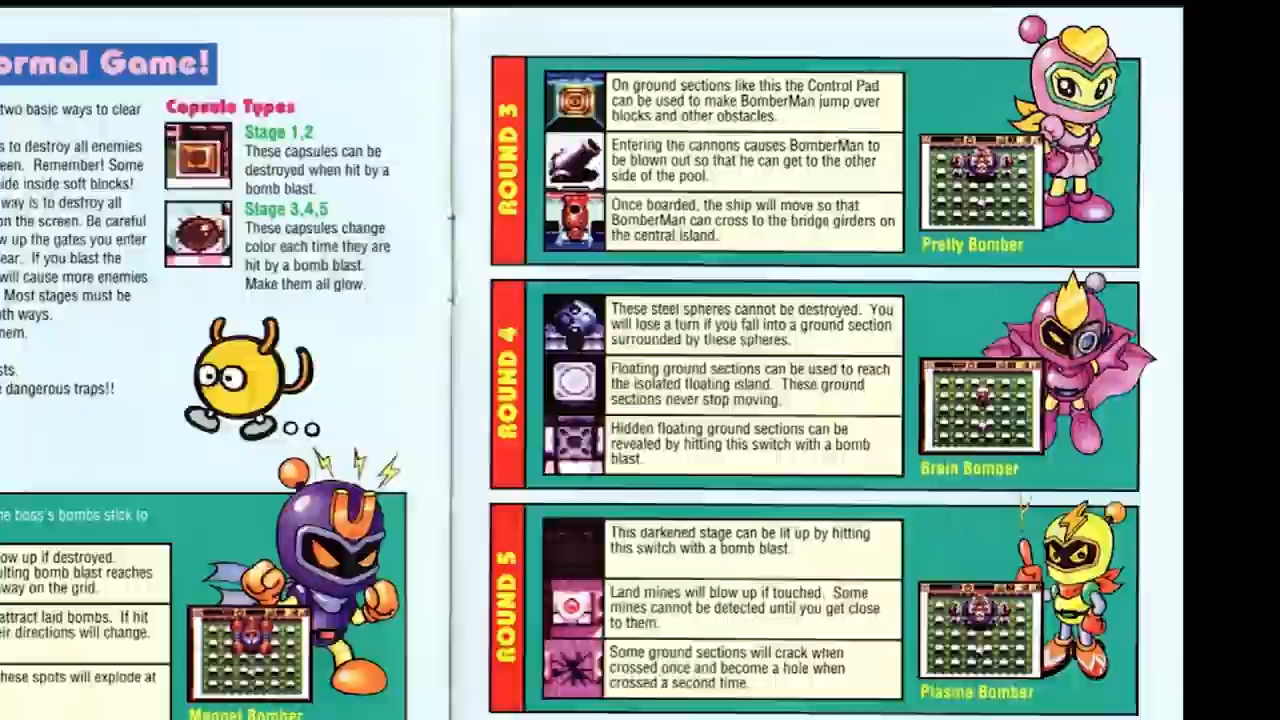 ormal Game!
two basic ways to clear
s to destroy all enemies
een. Remember! Some
ide inside soft blocks!
way is to destroy all
on the screen. Be careful
w up the gates you enter
ear. If you blast the
will cause more enemies
Most stages must be
th ways.
hem.
sts.
e dangerous traps!!
Capsule Types
Stage 1,2
These capsules can be
destroyed when hit by a
bomb blast.
Stage 3,4,5
These capsules change
color each time they are
hit by a bomb blast.
Make them all glow.
he boss's bombs stick to
ow up if destroyed.
ulting bomb blast reaches
way on the grid.
attract laid bombs. If hit
eir directions will change.
hese spots will explode at
Magnet Bomber
ROUND 3
On ground sections like this the Control Pad
can be used to make BomberMan jump over
blocks and other obstacles.
Entering the cannons causes BomberMan to
be blown out so that he can get to the other
side of the pool.
Once boarded, the ship will move so that
BomberMan can cross to the bridge girders on
the central island.
Pretty Bomber
ROUND 4
These steel spheres cannot be destroyed. You
will lose a turn if you fall into a ground section
surrounded by these spheres.
Floating ground sections can be used to reach
the isolated floating island. These ground
sections never stop moving.
Hidden floating ground sections can be
revealed by hitting this switch with a bomb
blast.
Brain Bomber
ROUND 5
This darkened stage can be lit up by hitting
this switch with a bomb blast.
Land mines will blow up if touched. Some
mines cannot be detected until you get close
to them.
Some ground sections will crack when
crossed once and become a hole when
crossed a second time.
Plasma Bomber